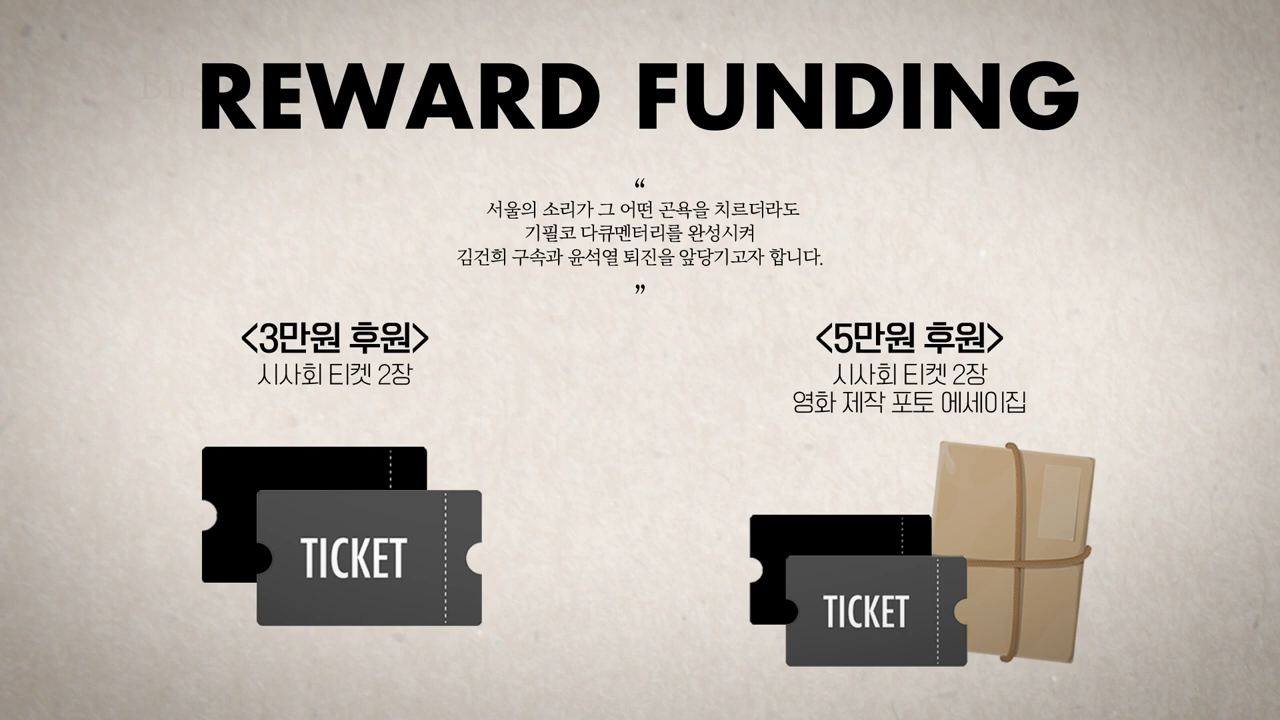 REWARD FUNDING
“
서울의 소리가 그 어떤 곤욕을 치르더라도
기필코 다큐멘터리를 완성시켜
김건희 구속과 윤석열 퇴진을 앞당기고자 합니다.
”
<3만원 후원>
시사회 티켓 2장
<5만원 후원>
시사회 티켓 2장
영화 제작 포토 에세이집
TICKET
TICKET